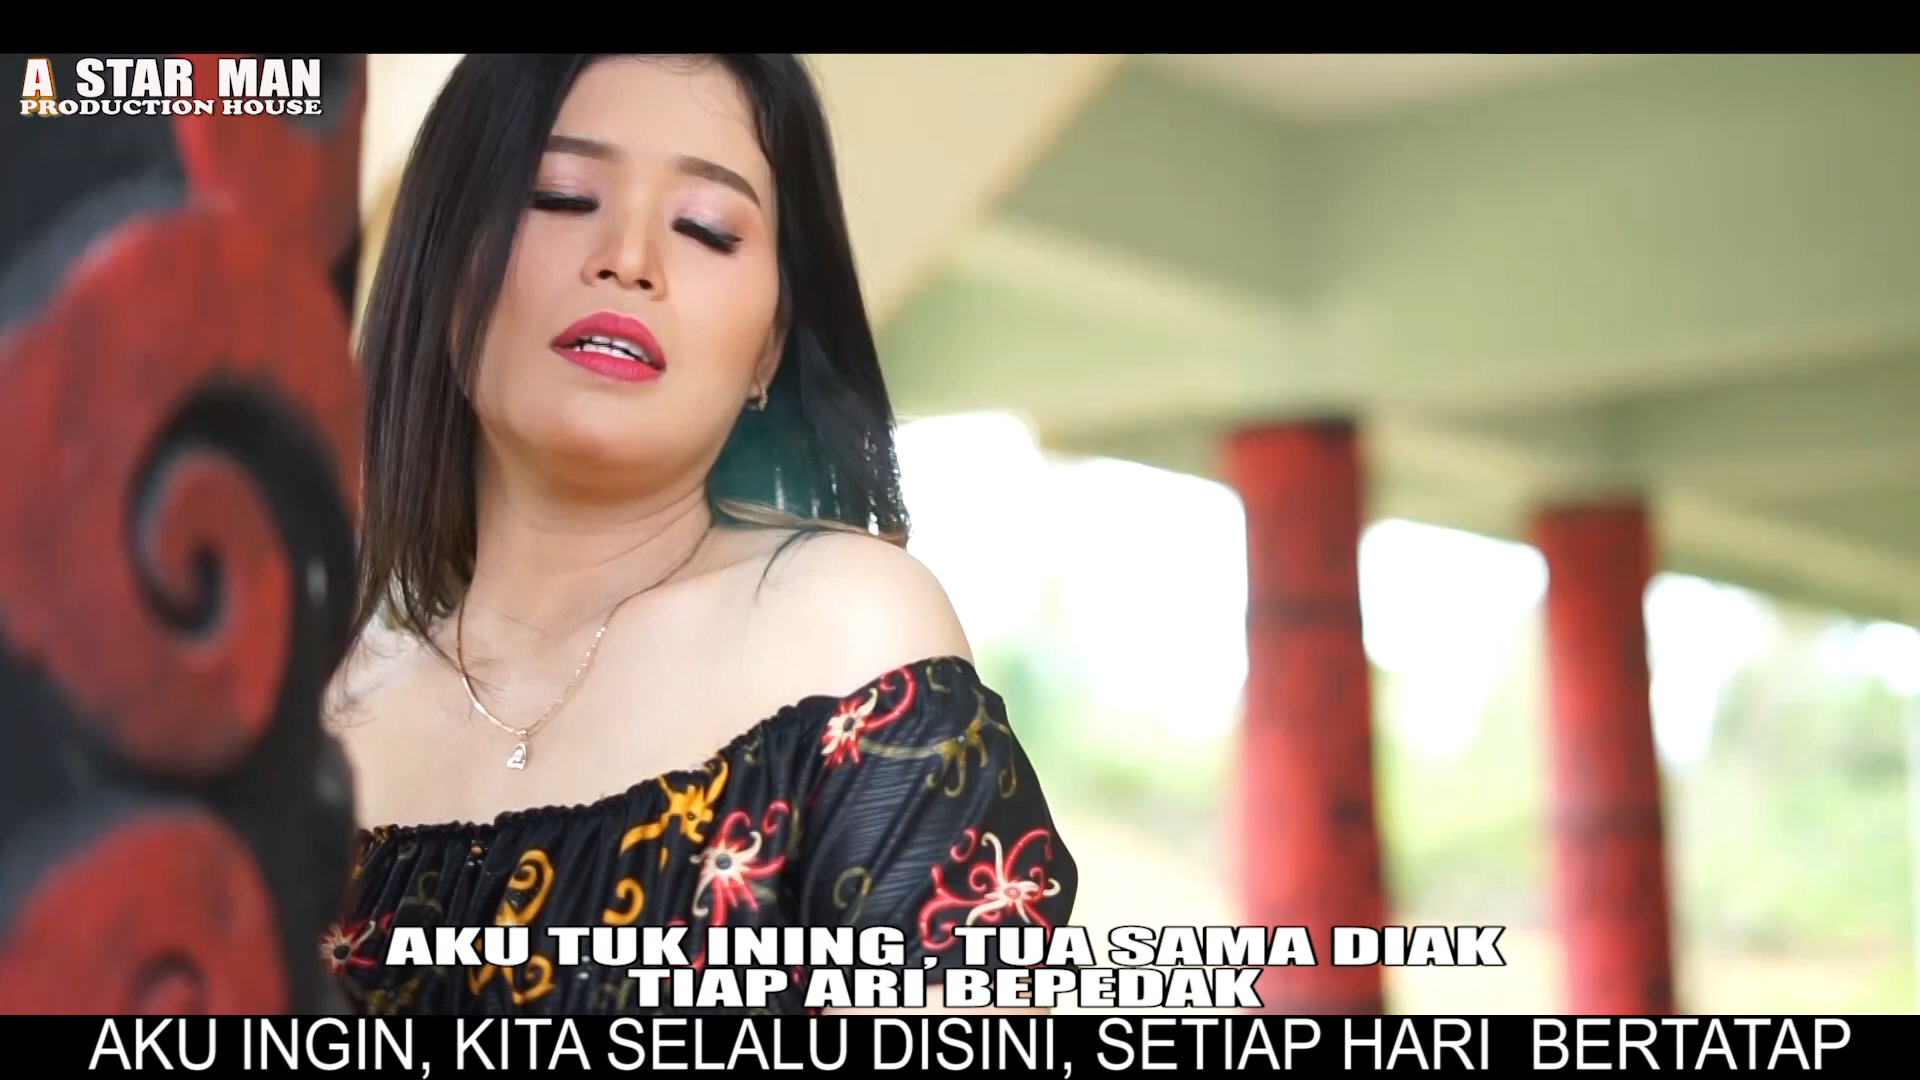 A STAR MAN
PRODUCTION HOUSE
AKU TUK INING , TUA SAMA DIAK
TIAP ARI BEPEDAK
AKU INGIN, KITA SELALU DISINI, SETIAP HARI BERTATAP